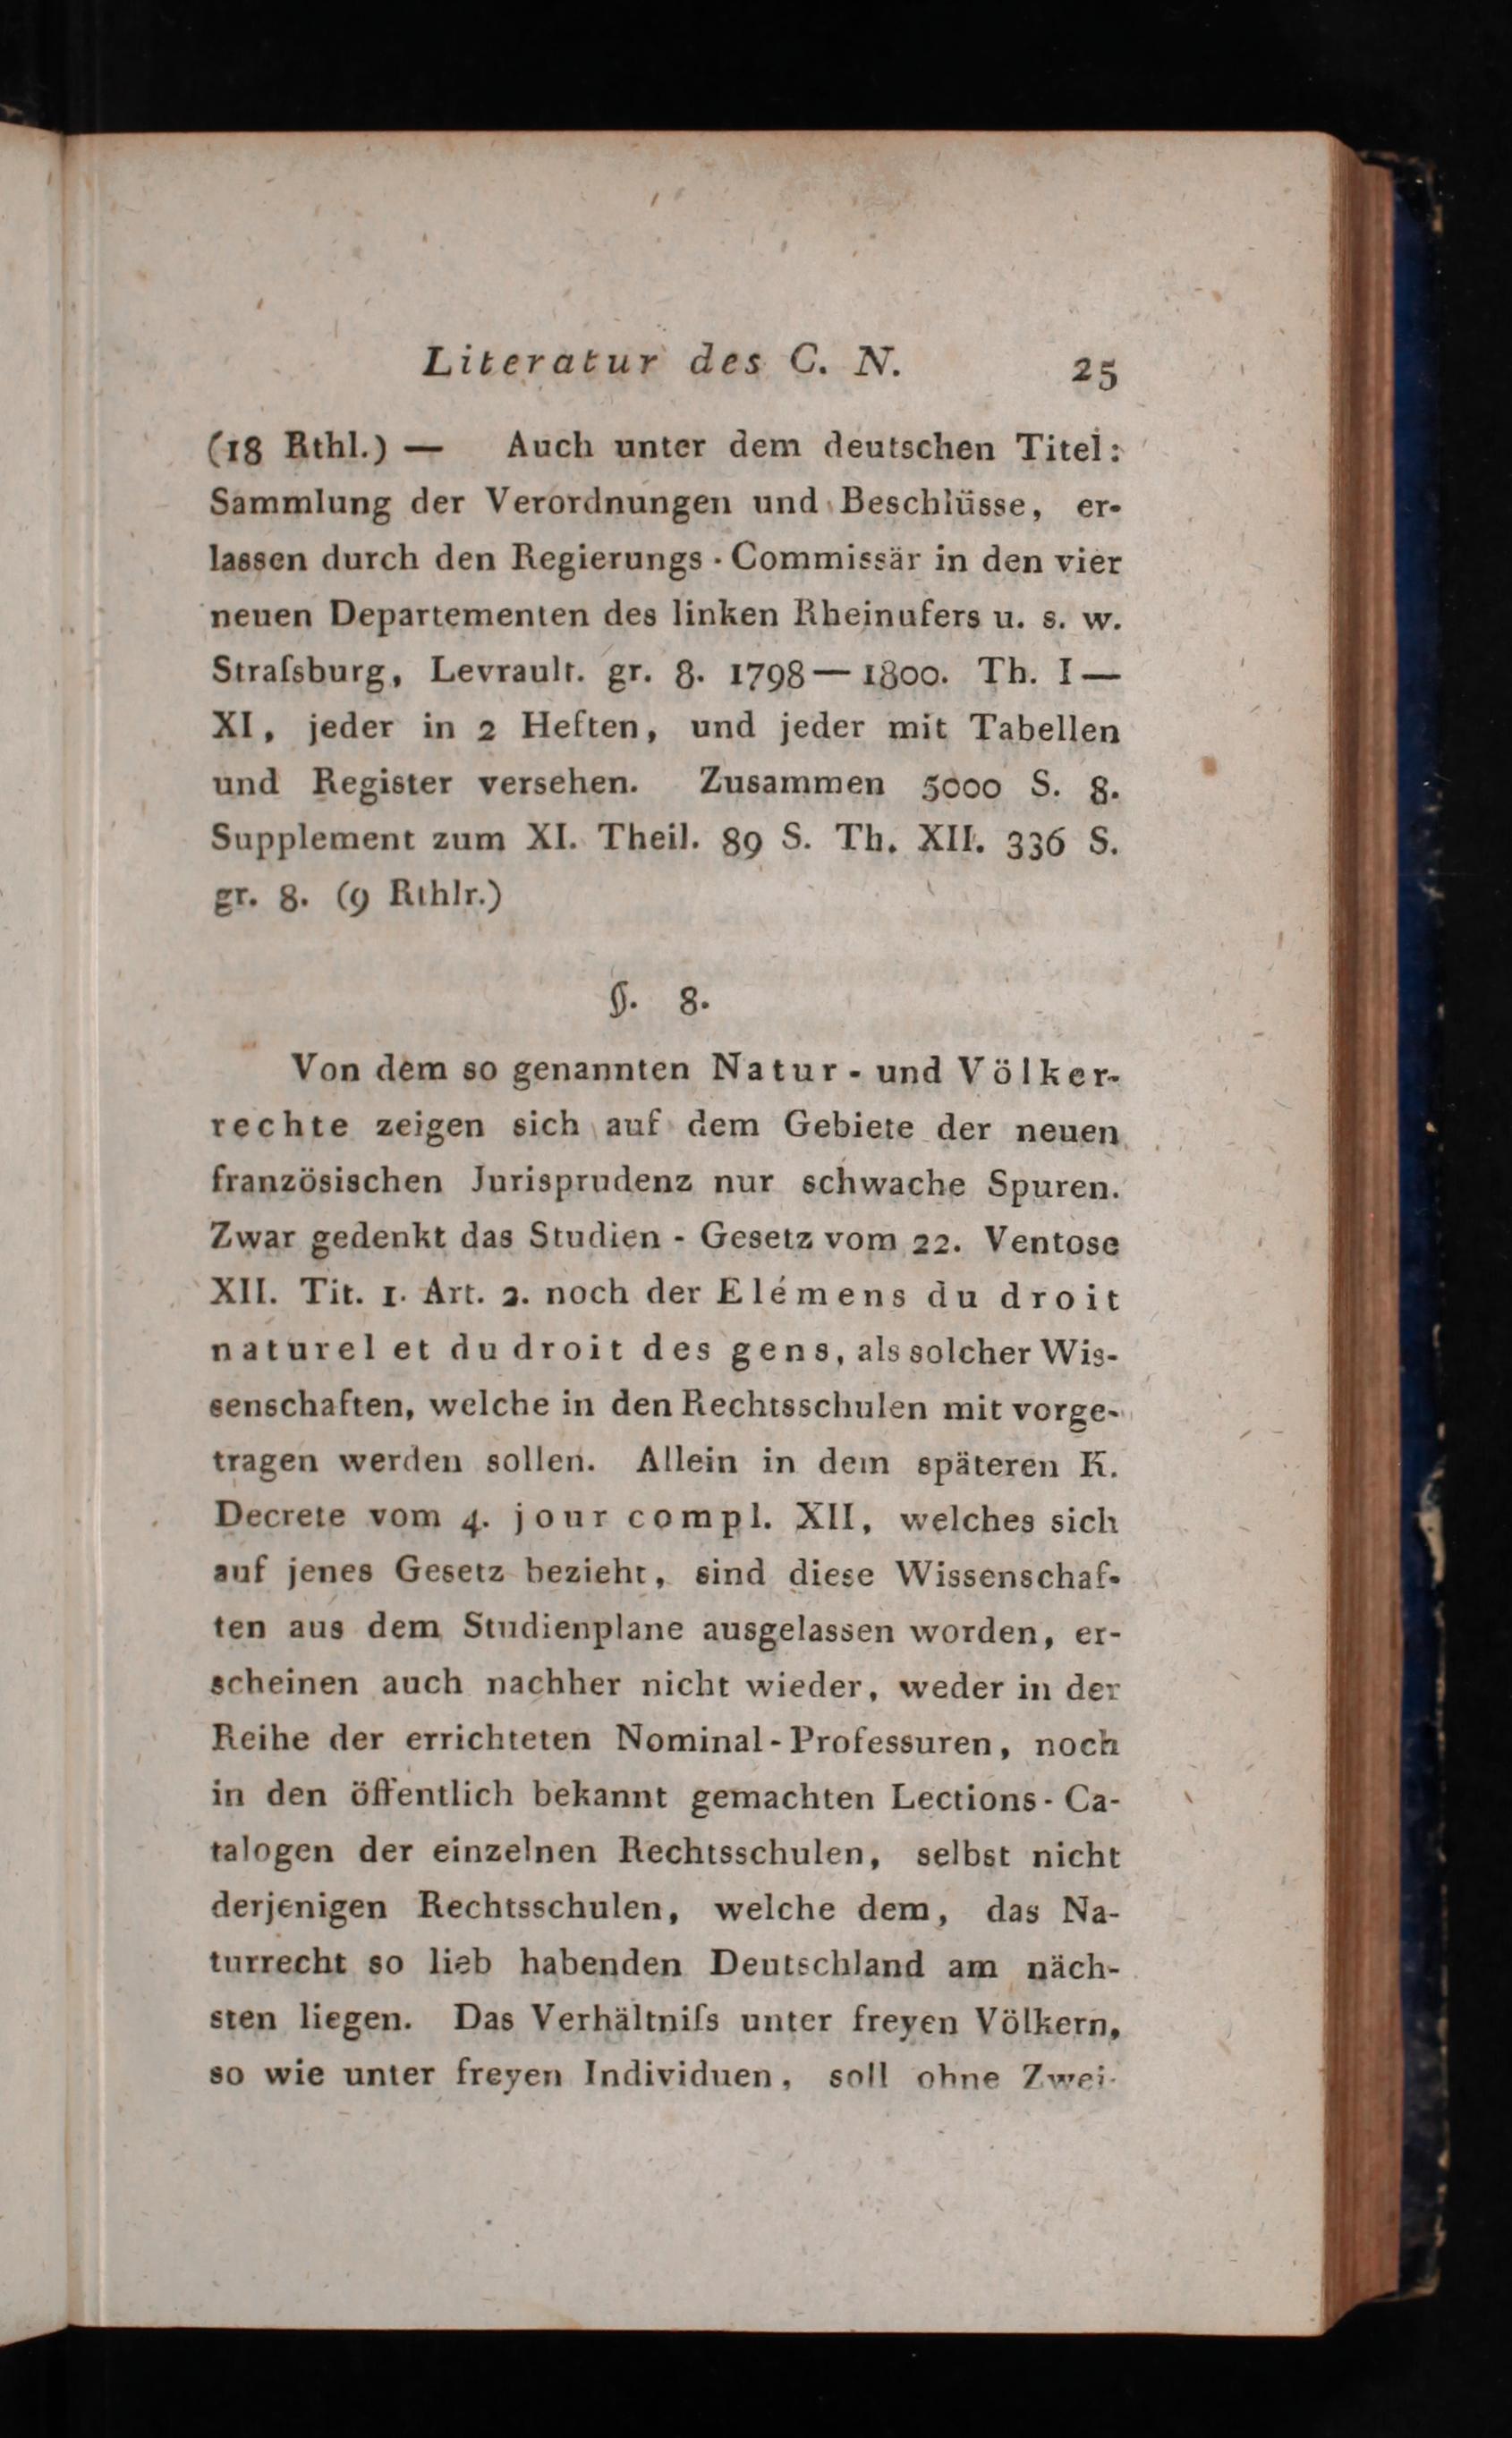 Literatur des C. N. 25
(18 Rthl.) — Auch unter dem deutschen Titel:
Sammlung der Verordnungen und Beschlüsse, er-
lassen durch den Regierungs-Commissär in den vier
neuen Departementen des linken Rheinufers u. s. w.
Straſsburg, Levrault. gr. 8. 1798—1800. Th. I—
XI, jeder in 2 Heften, und jeder mit Tabellen
und Register versehen. Zusammen 5000 S. 8.
Supplement zum XI. Theil. 89 S. Th. XII. 336 S.
gr. 8. (9 Rthlr.)
§. 8.
Von dem so genannten Natur- und Völker-
rechte zeigen sich auf dem Gebiete der neuen
französischen Jurisprudenz nur schwache Spuren.
Zwar gedenkt das Studien-Gesetz vom 22. Ventose
XII. Tit. 1. Art. 2. noch der Elémens du droit
naturel et du droit des gens, als solcher Wis-
senschaften, welche in den Rechtsschulen mit vorge-
tragen werden sollen. Allein in dem späteren K.
Decrete vom 4. jour compl. XII, welches sich
auf jenes Gesetz bezieht, sind diese Wissenschaf-
ten aus dem Studienplane ausgelassen worden, er-
scheinen auch nachher nicht wieder, weder in der
Reihe der errichteten Nominal-Professuren, noch
in den öffentlich bekannt gemachten Lections-Ca-
talogen der einzelnen Rechtsschulen, selbst nicht
derjenigen Rechtsschulen, welche dem, das Na-
turrecht so lieb habenden Deutschland am näch-
sten liegen. Das Verhältniſs unter freyen Völkern,
so wie unter freyen Individuen, soll ohne Zwei-